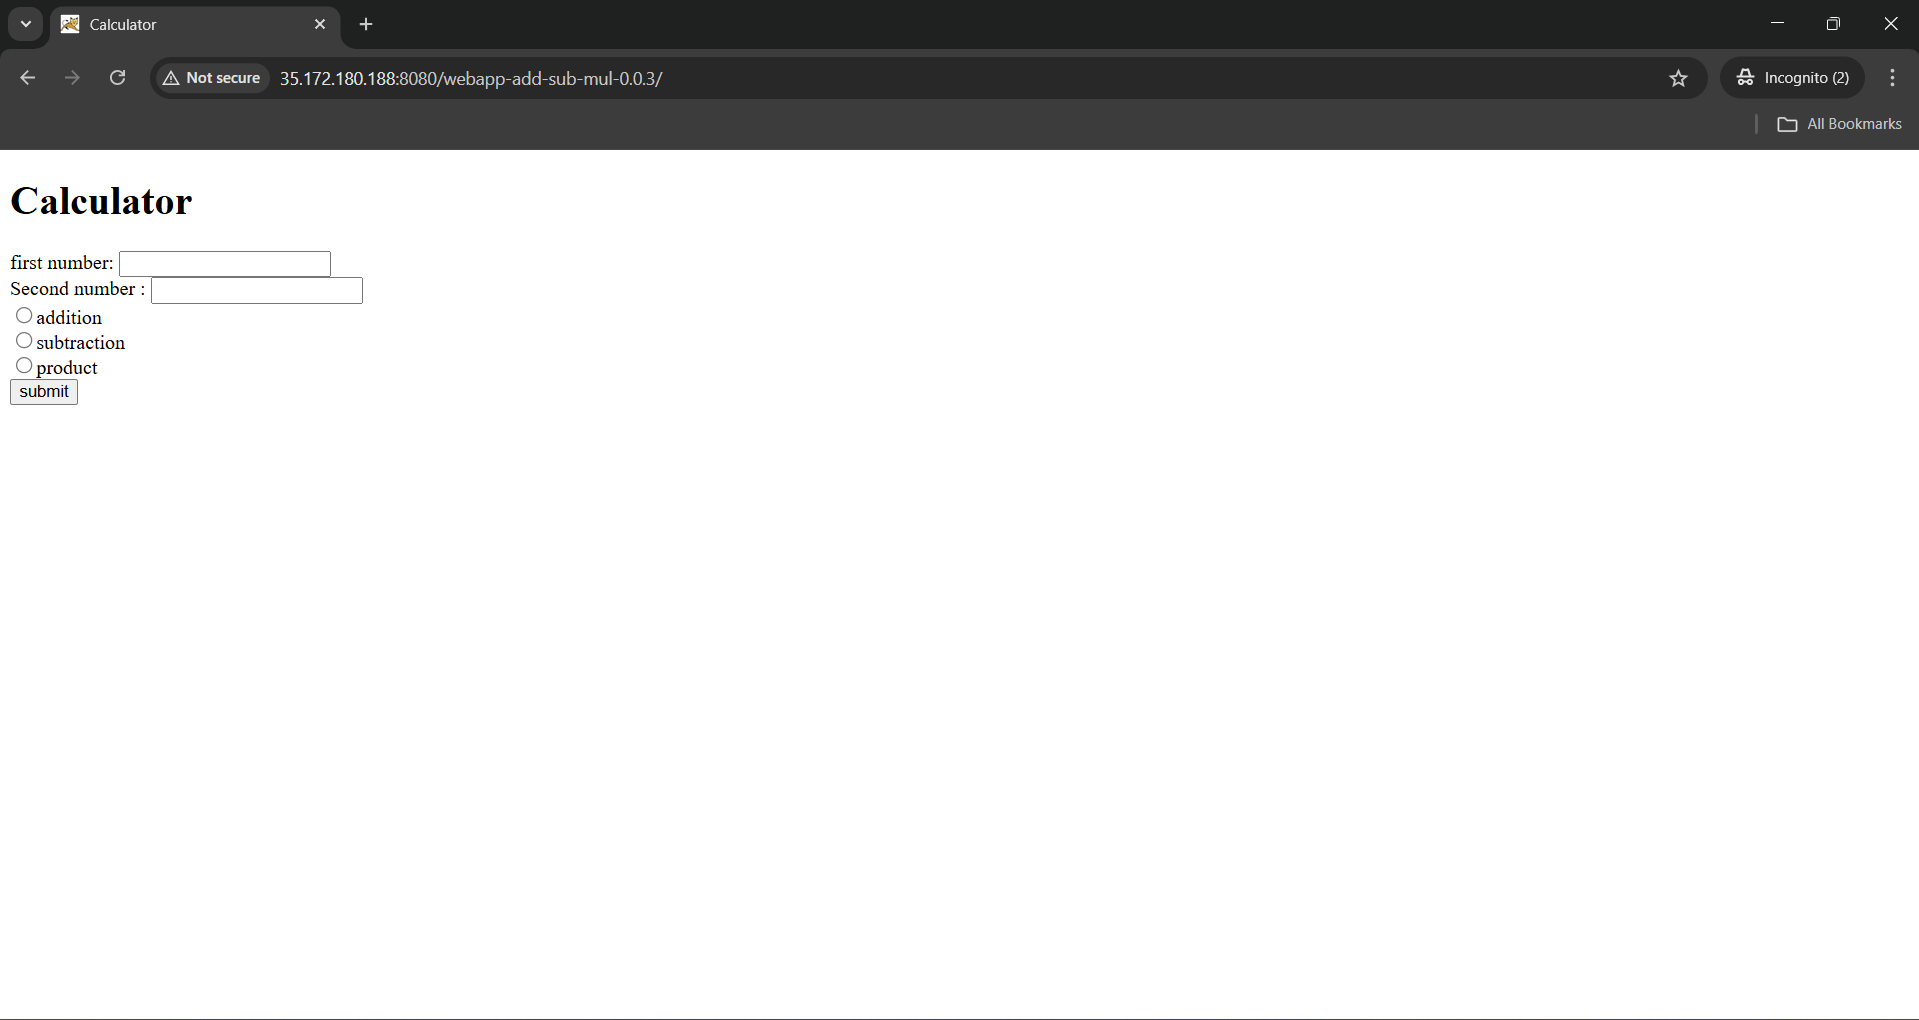 Calculator
Not secure
35.172.180.188:8080/webapp-add-sub-mul-0.0.3/
Incognito (2)
All Bookmarks
Calculator
first number:
Second number :
addition
subtraction
product
submit